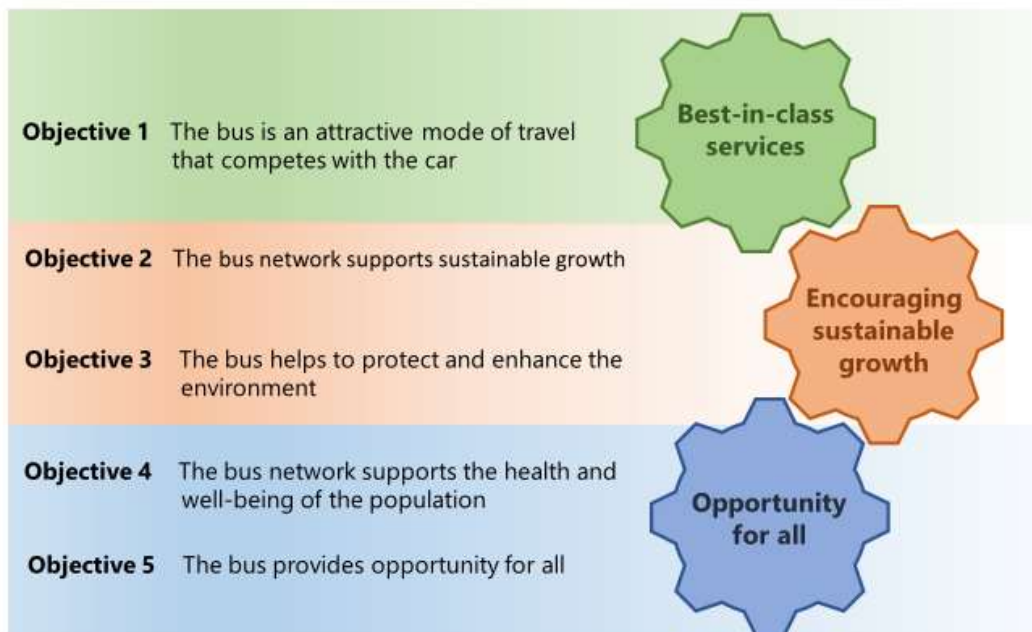 Objective 1 The bus is an attractive mode of travel
that competes with the car
Best-in-class
services
Objective 2 The bus network supports sustainable growth
Objective 3 The bus helps to protect and enhance the
environment
Encouraging
sustainable
growth
Objective 4 The bus network supports the health and
well-being of the population
Objective 5 The bus provides opportunity for all
Opportunity
for all